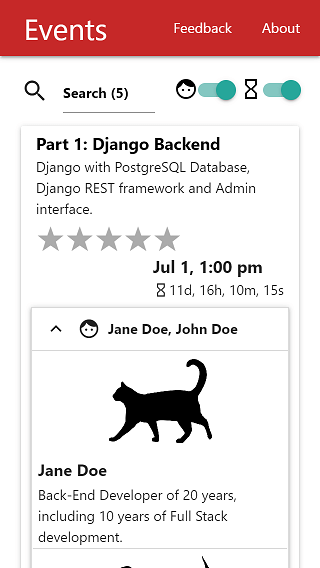 Events
Feedback
About
Search (5)
Part 1: Django Backend
Django with PostgreSQL Database,
Django REST framework and Admin
interface.
Jul 1, 1:00 pm
11d, 16h, 10m, 15s
Jane Doe, John Doe
Jane Doe
Back-End Developer of 20 years,
including 10 years of Full Stack
development.